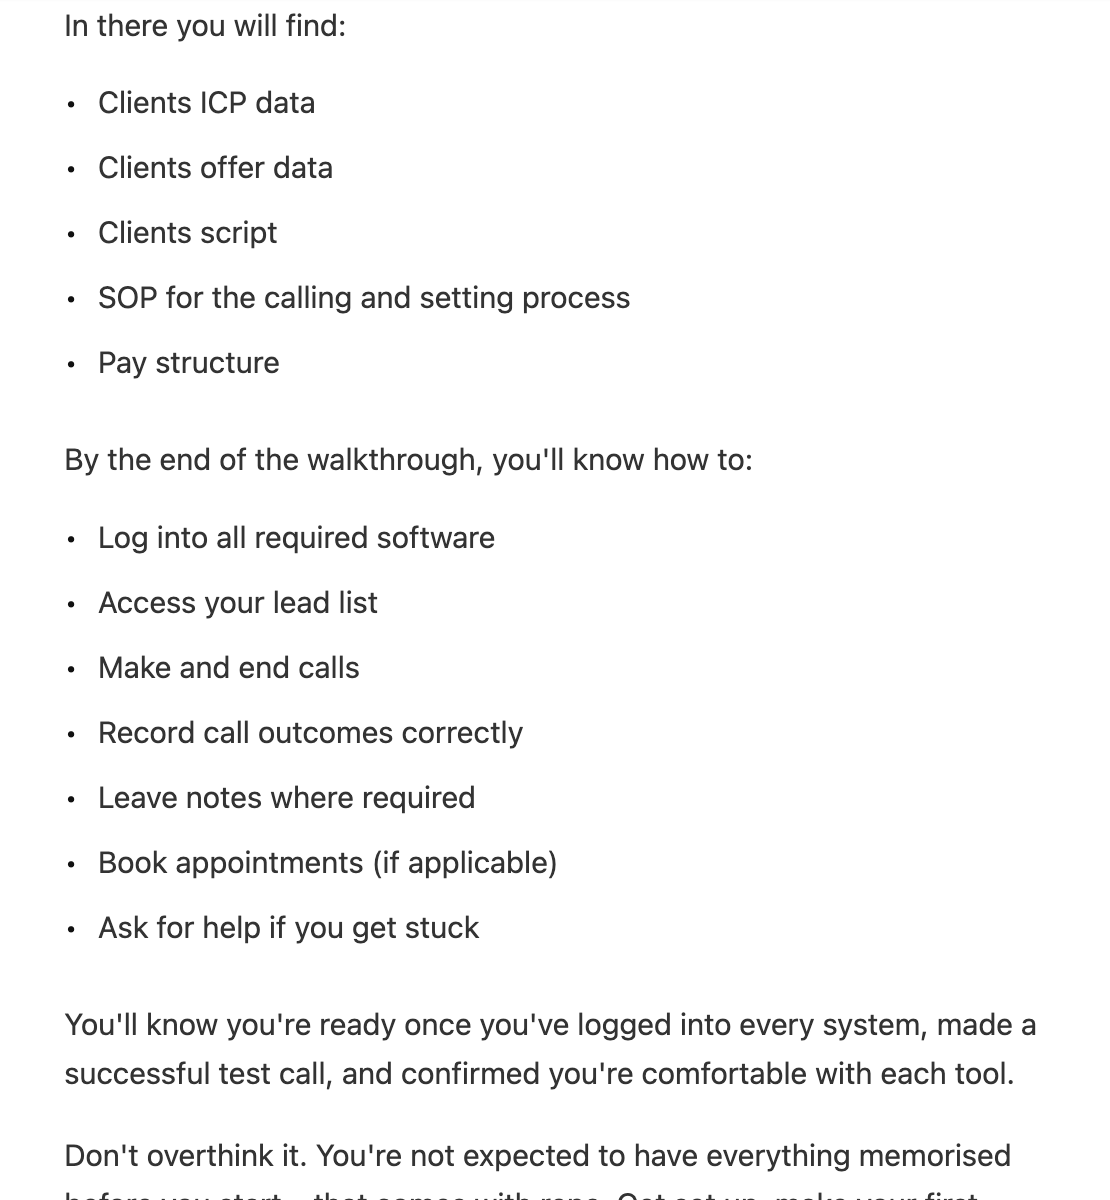 In there you will find:
• Clients ICP data
• Clients offer data
• Clients script
• SOP for the calling and setting process
• Pay structure
By the end of the walkthrough, you'll know how to:
• Log into all required software
• Access your lead list
• Make and end calls
• Record call outcomes correctly
• Leave notes where required
• Book appointments (if applicable)
• Ask for help if you get stuck
You'll know you're ready once you've logged into every system, made a
successful test call, and confirmed you're comfortable with each tool.
Don't overthink it. You're not expected to have everything memorised